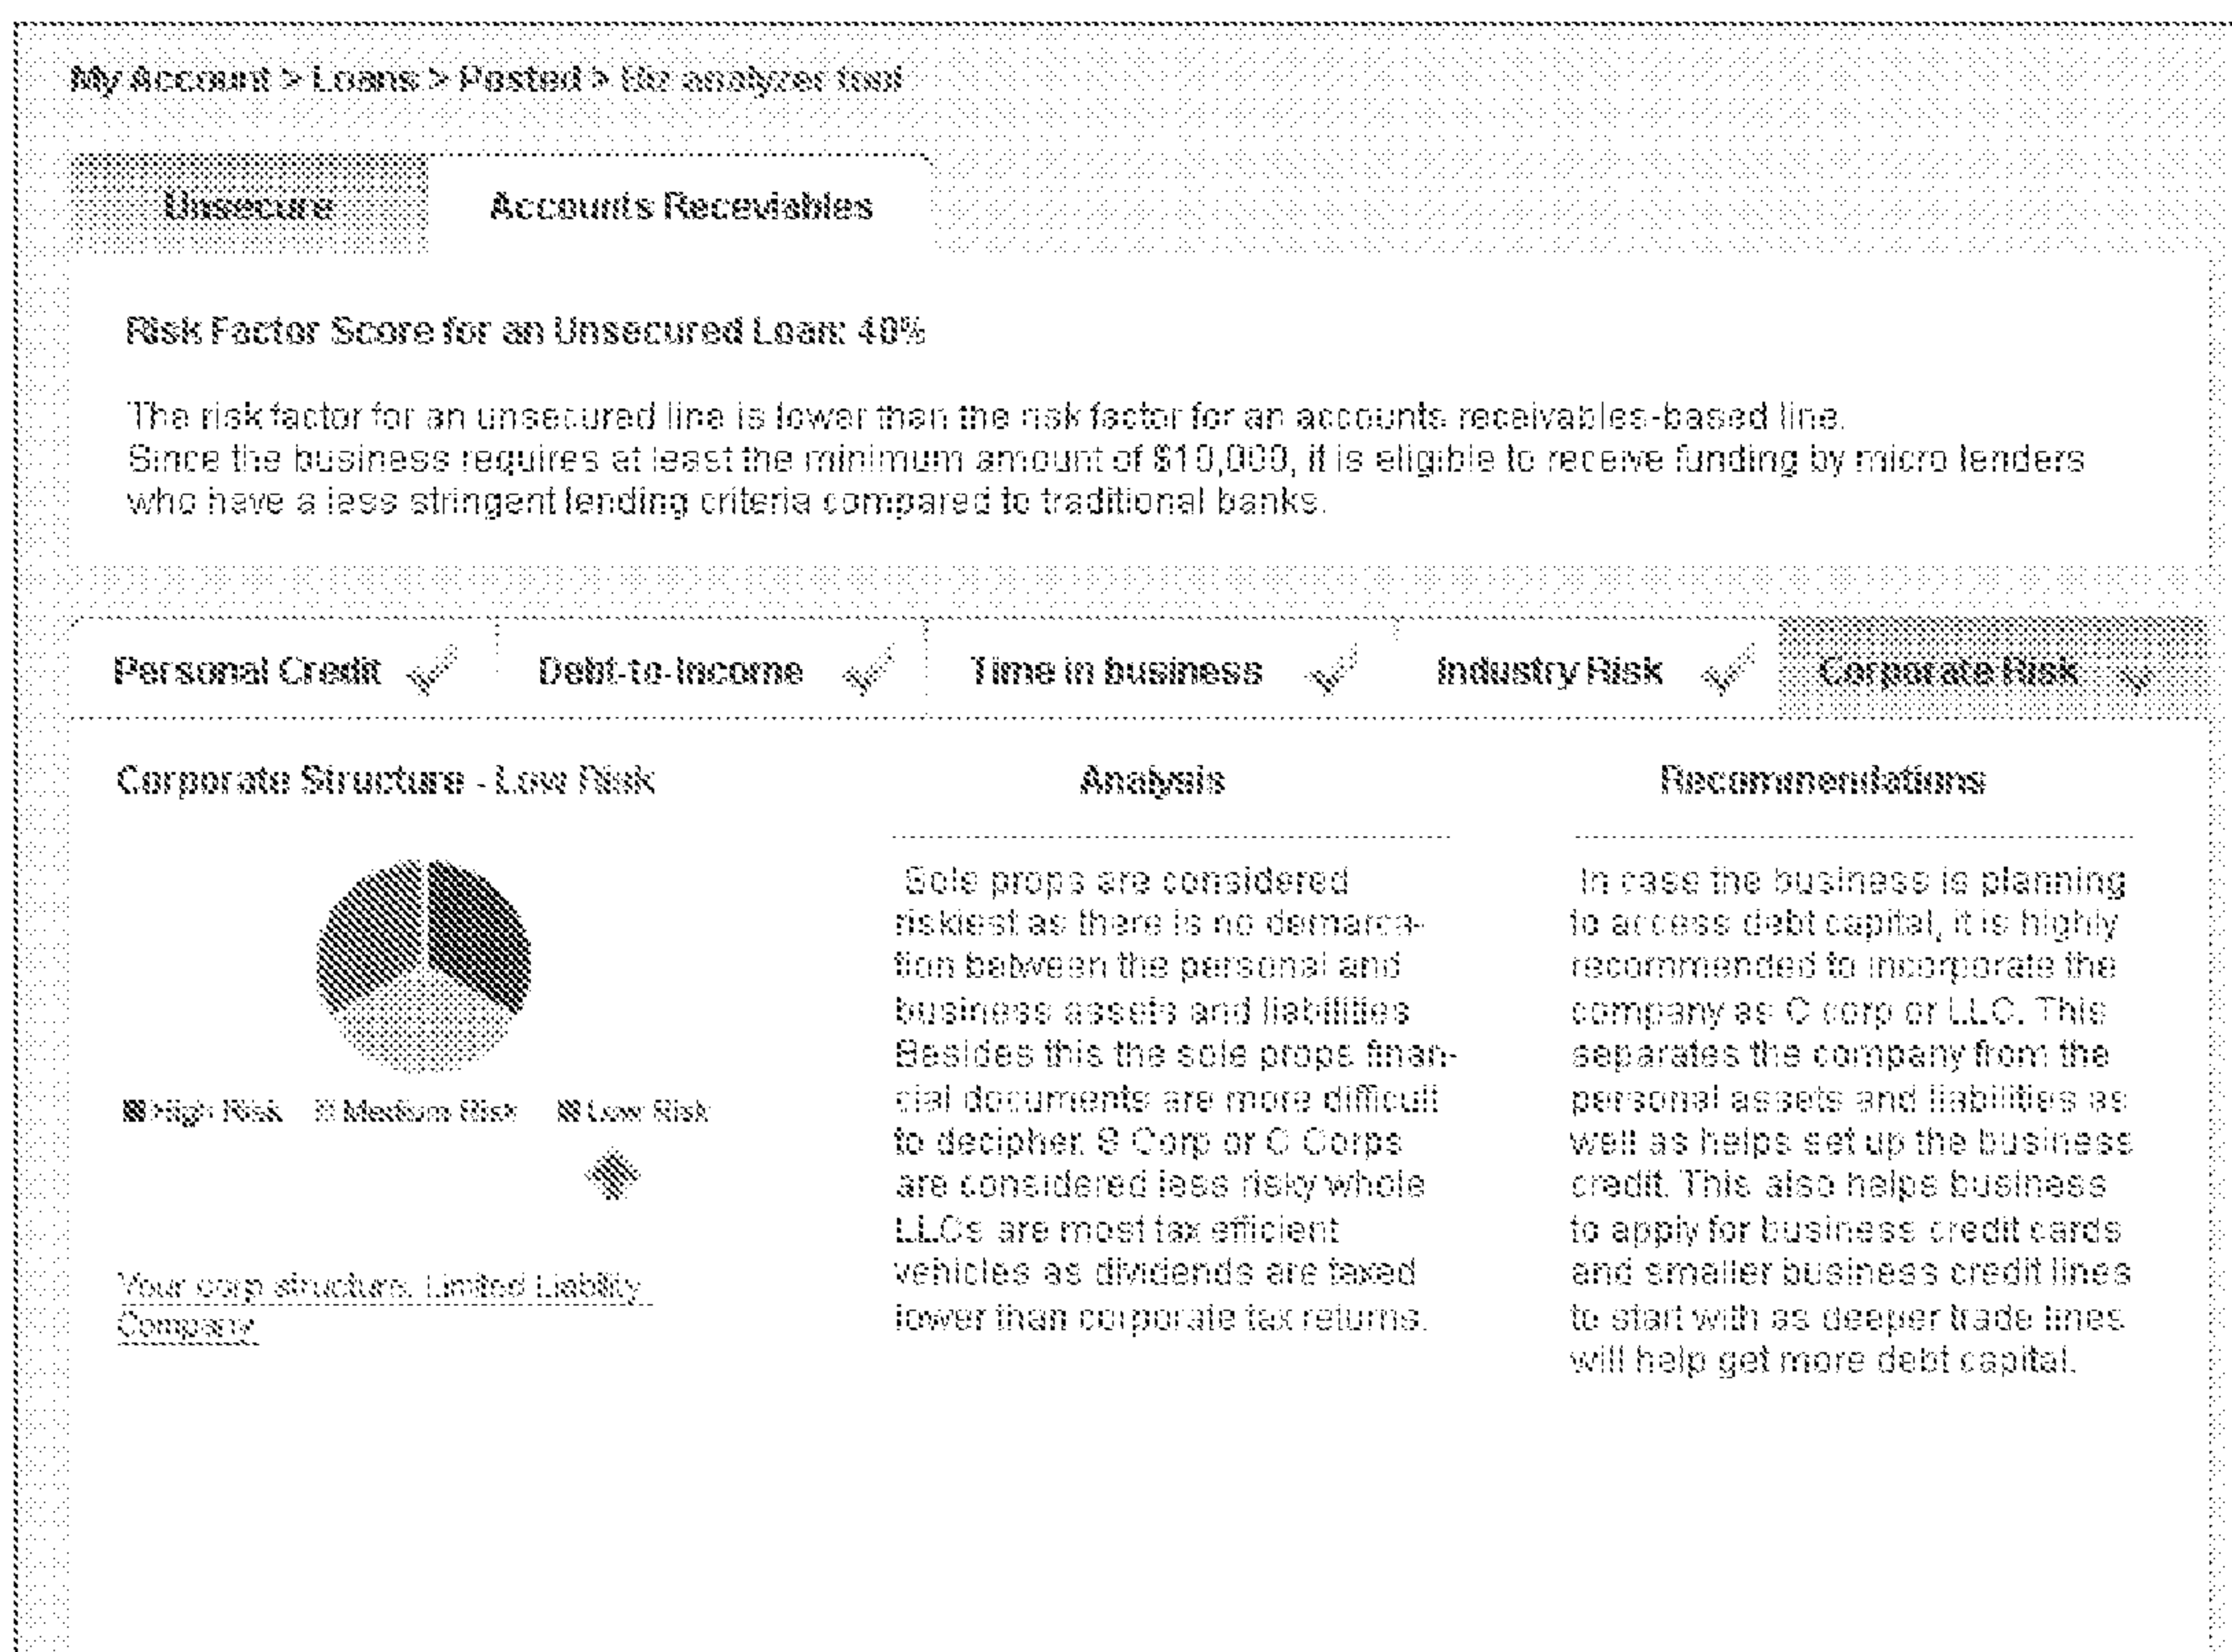 My Account > Loans > Posted > Biz analyzer tool
Unsecure
Accounts Receviables
Risk Factor Score for an Unsecured Loan: 40%
The risk factor for an unsecured line is lower than the risk factor for an accounts receivables-based line.
Since the business requires at least the minimum amount of $10,000, it is eligible to receive funding by micro lenders
who have a less stringent lending criteria compared to traditional banks.
Personal Credit
Debt-to-Income
Time in business
Industry Risk
Corporate Risk
Corporate Structure - Low Risk
High Risk Medium Risk Low Risk
Your corp structure. Limited Liability
Company
Analysis
Sole props are considered
riskiest as there is no demarca-
tion between the personal and
business assets and liabilities
Besides this the sole props finan-
cial documents are more difficult
to decipher. S Corp or C Corps
are considered less risky whole
LLCs are most tax efficient
vehicles as dividends are taxed
lower than corporate tax returns.
Recommendations
In case the business is planning
to access debt capital, it is highly
recommended to incorporate the
company as C corp or LLC. This
separates the company from the
personal assets and liabilities as
well as helps set up the business
credit. This also helps business
to apply for business credit cards
and smaller business credit lines
to start with as deeper trade lines
will help get more debt capital.